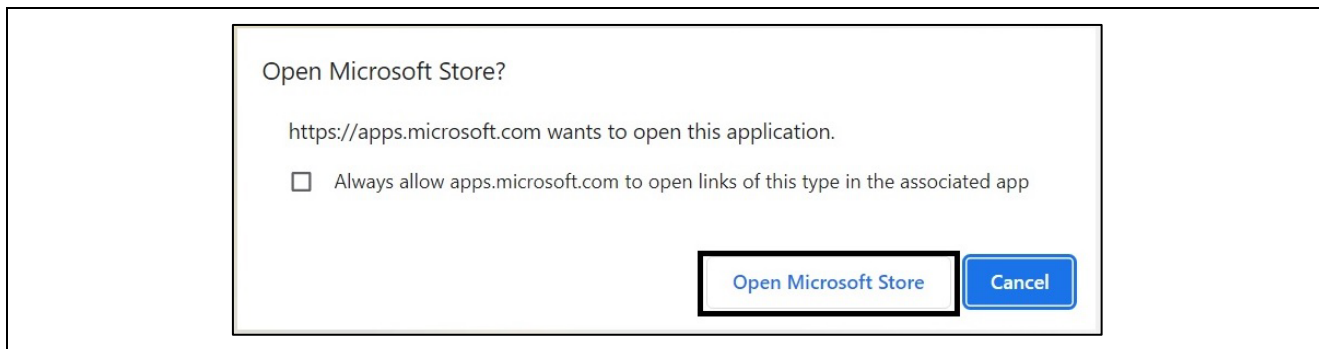 Open Microsoft Store?
https://apps.microsoft.com wants to open this application.
Always allow apps.microsoft.com to open links of this type in the associated app
Open Microsoft Store
Cancel